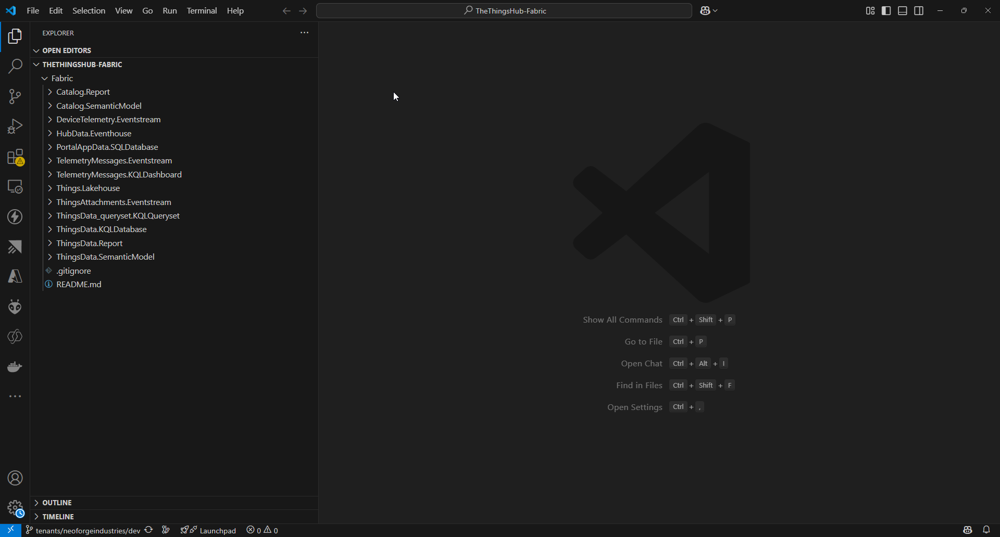 File Edit Selection View Go Run Terminal Help
TheThingsHub-Fabric
EXPLORER
OPEN EDITORS
THETHINGSHUB-FABRIC
Fabric
Catalog.Report
Catalog.SemanticModel
DeviceTelemetry.Eventstream
HubData.Eventhouse
PortalAppData.SQLDatabase
TelemetryMessages.Eventstream
TelemetryMessages.KQLDashboard
Things.Lakehouse
ThingsAttachments.Eventstream
ThingsData_queryset.KQLQueryset
ThingsData.KQLDatabase
ThingsData.Report
ThingsData.SemanticModel
.gitignore
README.md
Show All Commands Ctrl + Shift + P
Go to File Ctrl + P
Open Chat Ctrl + Alt + I
Find in Files Ctrl + Shift + F
Open Settings Ctrl + ,
OUTLINE
TIMELINE
tenants/neoforgeindustries/dev Launchpad 0 0